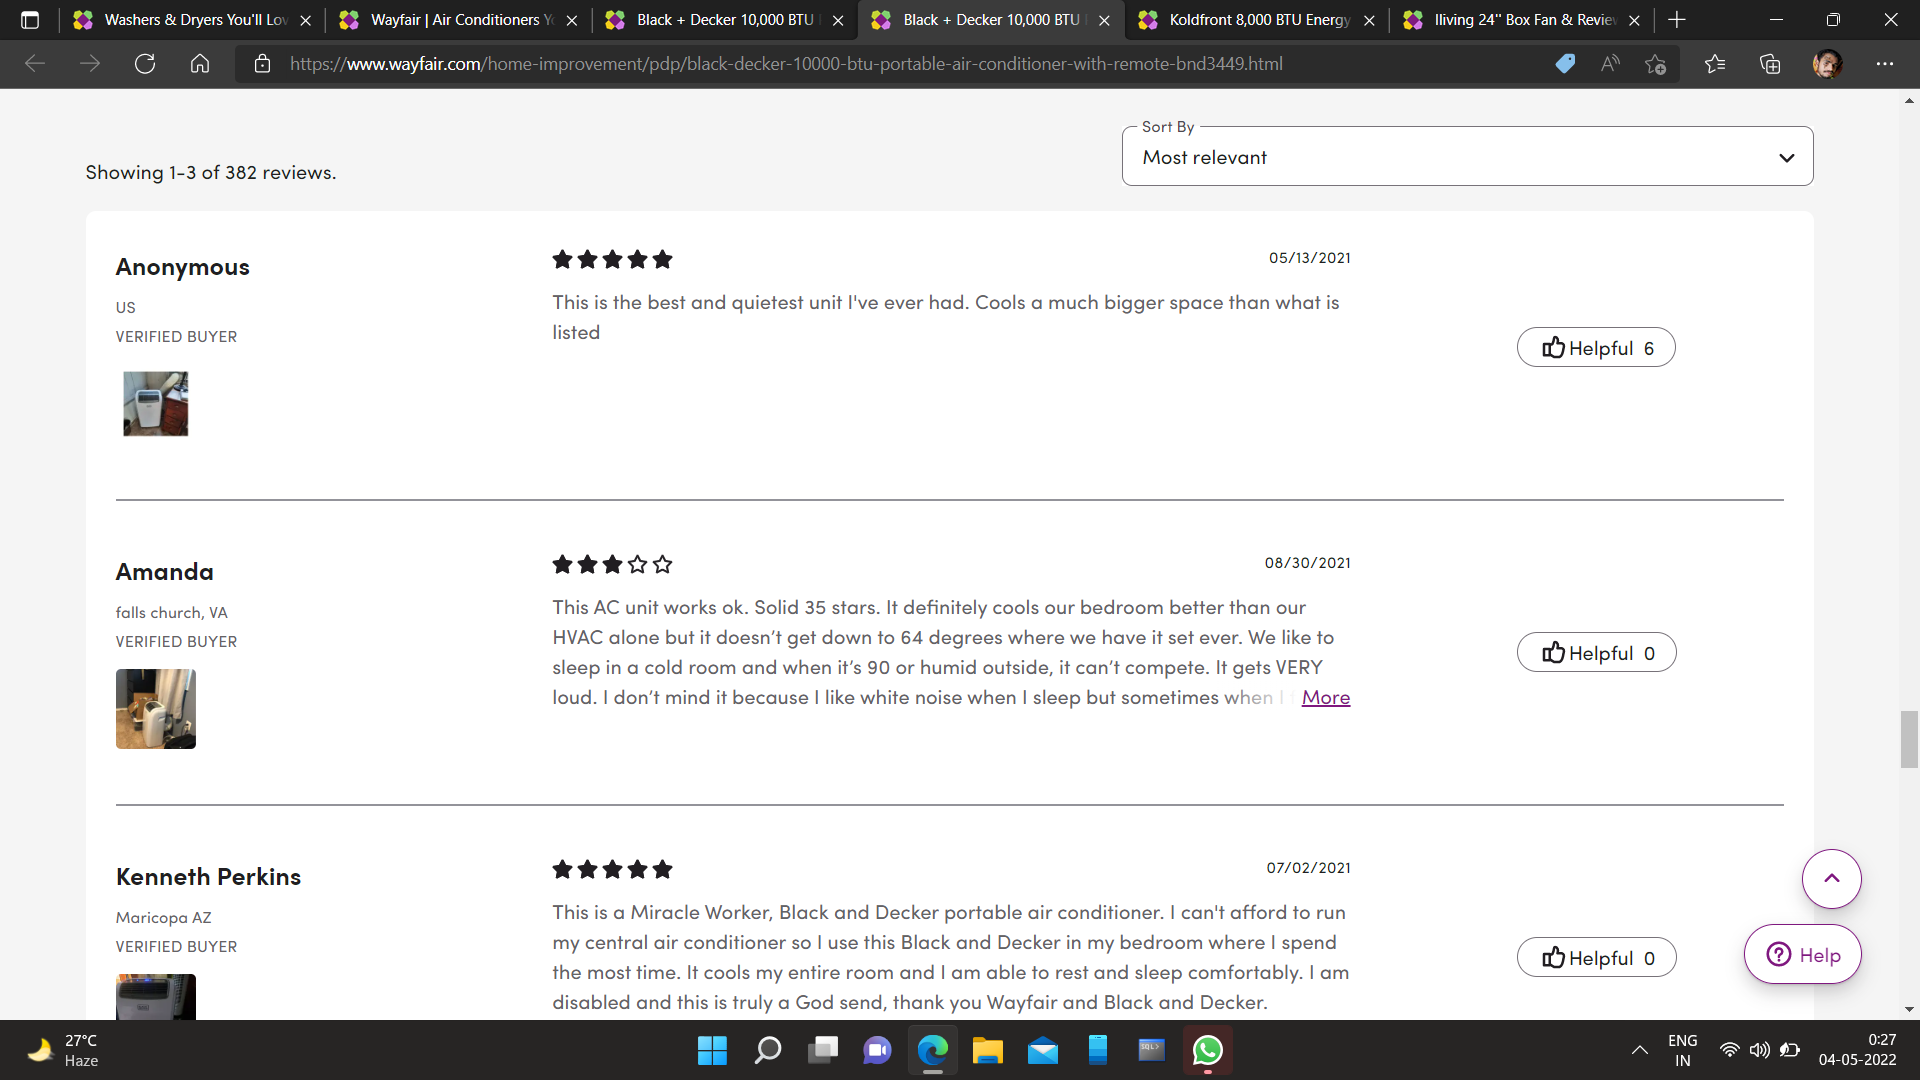 Washers & Dryers You'll Lov
Wayfair | Air Conditioners Y
Black + Decker 10,000 BTU
Black + Decker 10,000 BTU
Koldfront 8,000 BTU Energy
Iliving 24'' Box Fan & Review
https://www.wayfair.com/home-improvement/pdp/black-decker-10000-btu-portable-air-conditioner-with-remote-bnd3449.html
Sort By
Most relevant
Showing 1-3 of 382 reviews.
Anonymous
US
VERIFIED BUYER
05/13/2021
This is the best and quietest unit I've ever had. Cools a much bigger space than what is
listed
Helpful 6
Amanda
falls church, VA
VERIFIED BUYER
08/30/2021
This AC unit works ok. Solid 35 stars. It definitely cools our bedroom better than our
HVAC alone but it doesn’t get down to 64 degrees where we have it set ever. We like to
sleep in a cold room and when it’s 90 or humid outside, it can’t compete. It gets VERY
loud. I don’t mind it because I like white noise when I sleep but sometimes when I More
Helpful 0
Kenneth Perkins
Maricopa AZ
VERIFIED BUYER
07/02/2021
This is a Miracle Worker, Black and Decker portable air conditioner. I can't afford to run
my central air conditioner so I use this Black and Decker in my bedroom where I spend
the most time. It cools my entire room and I am able to rest and sleep comfortably. I am
disabled and this is truly a God send, thank you Wayfair and Black and Decker.
Helpful 0
Help
27°C
Haze
SQL>
ENG
IN
0:27
04-05-2022